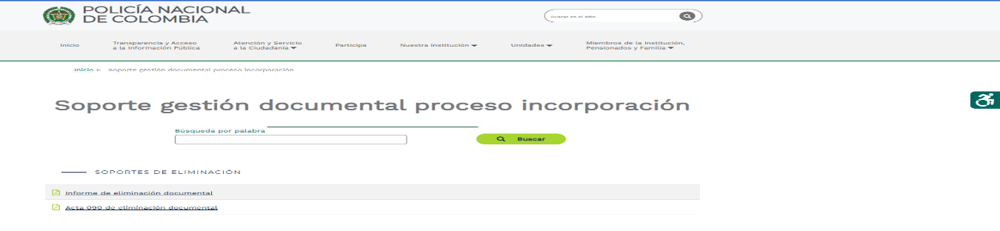 POLICÍA NACIONAL
DE COLOMBIA
Buscar en el sitio
Inicio
Transparencia y Acceso
a la Información Pública
Atención y Servicio
a la Ciudadanía
Participa
Nuestra Institución
Unidades
Miembros de la Institución,
Pensionados y Familia
Inicio > Soporte gestión documental proceso incorporación
Soporte gestión documental proceso incorporación
Búsqueda por palabra
Buscar
SOPORTES DE ELIMINACIÓN
Informe de eliminación documental
Acta 090 de eliminación documental